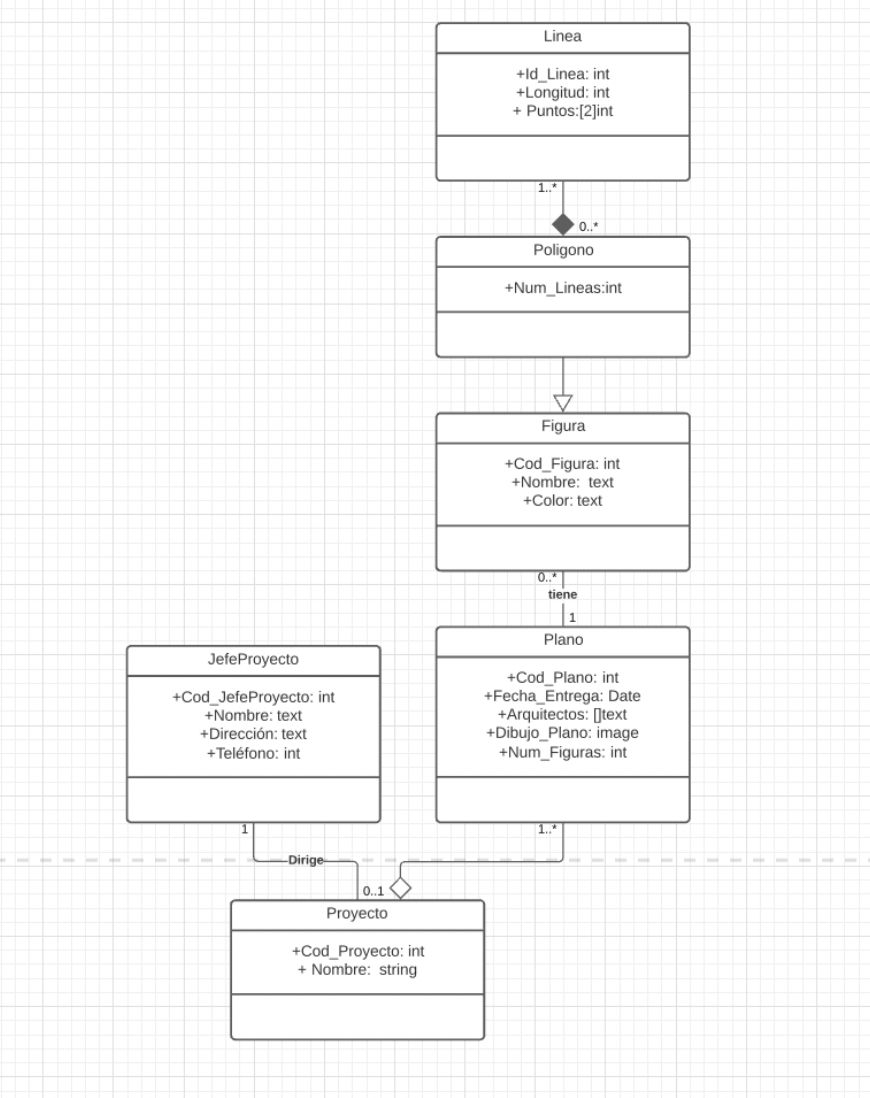 Linea
+Id_Linea: int
+Longitud: int
+ Puntos:[2]int
1..*
0..*
Poligono
+Num_Lineas:int
Figura
+Cod_Figura: int
+Nombre:  text
+Color: text
0..*
tiene
1
Plano
+Cod_Plano: int
+Fecha_Entrega: Date
+Arquitectos: []text
+Dibujo_Plano: image
+Num_Figuras: int
1..*
JefeProyecto
+Cod_JefeProyecto: int
+Nombre: text
+Dirección: text
+Teléfono: int
1
Dirige
0..1
Proyecto
+Cod_Proyecto: int
+ Nombre:  string